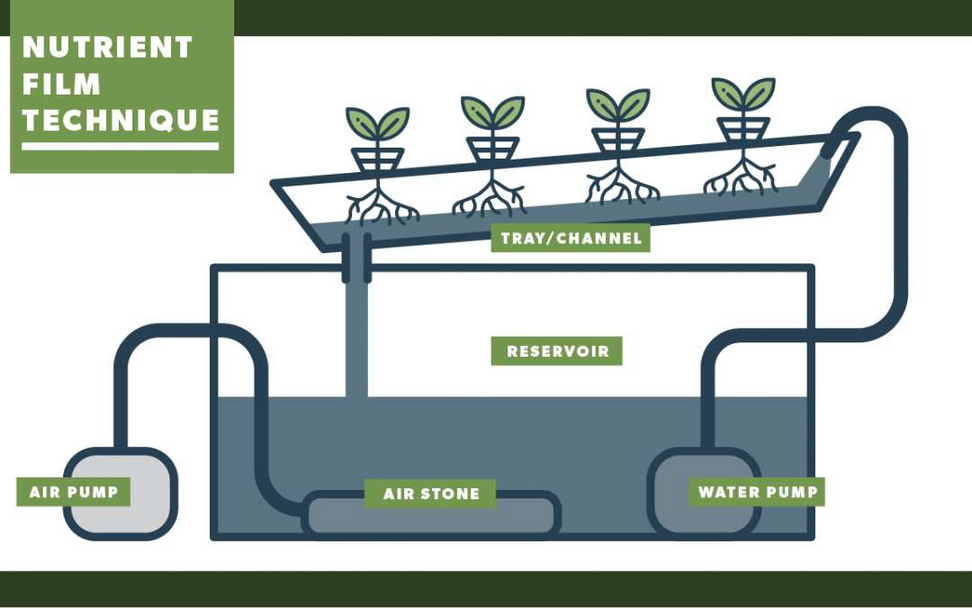 NUTRIENT
FILM
TECHNIQUE
TRAY/CHANNEL
RESERVOIR
AIR PUMP
AIR STONE
WATER PUMP